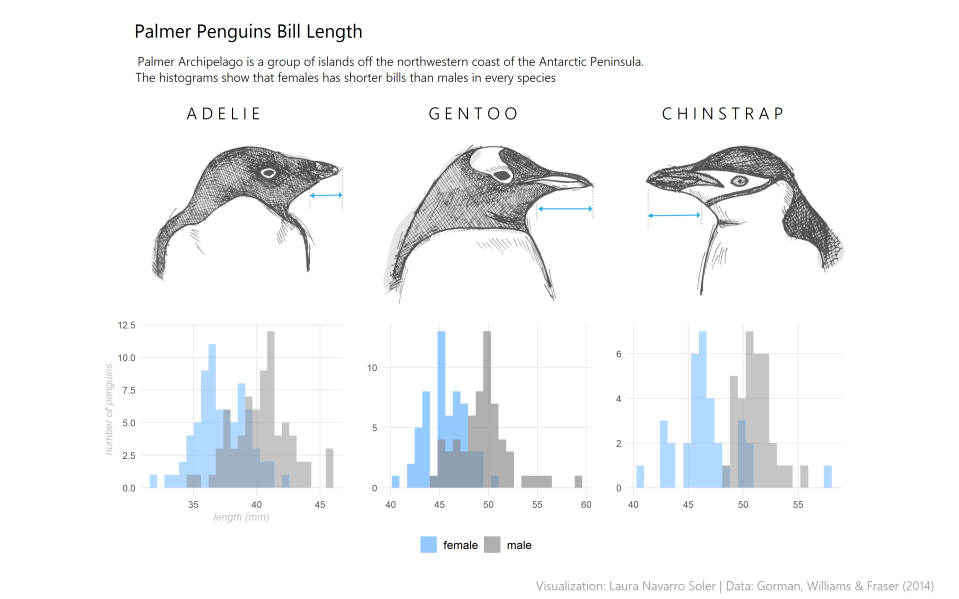 Palmer Penguins Bill Length
Palmer Archipelago is a group of islands off the northwestern coast of the Antarctic Peninsula.
The histograms show that females has shorter bills than males in every species
ADELIE
GENTOO
CHINSTRAP
number of penguins
12.5
10.0
7.5
5.0
2.5
0.0
35 40 45
length (mm)
10
5
0
40 45 50 55 60
6
4
2
0
40 45 50 55
female male
Visualization: Laura Navarro Soler | Data: Gorman, Williams & Fraser (2014)